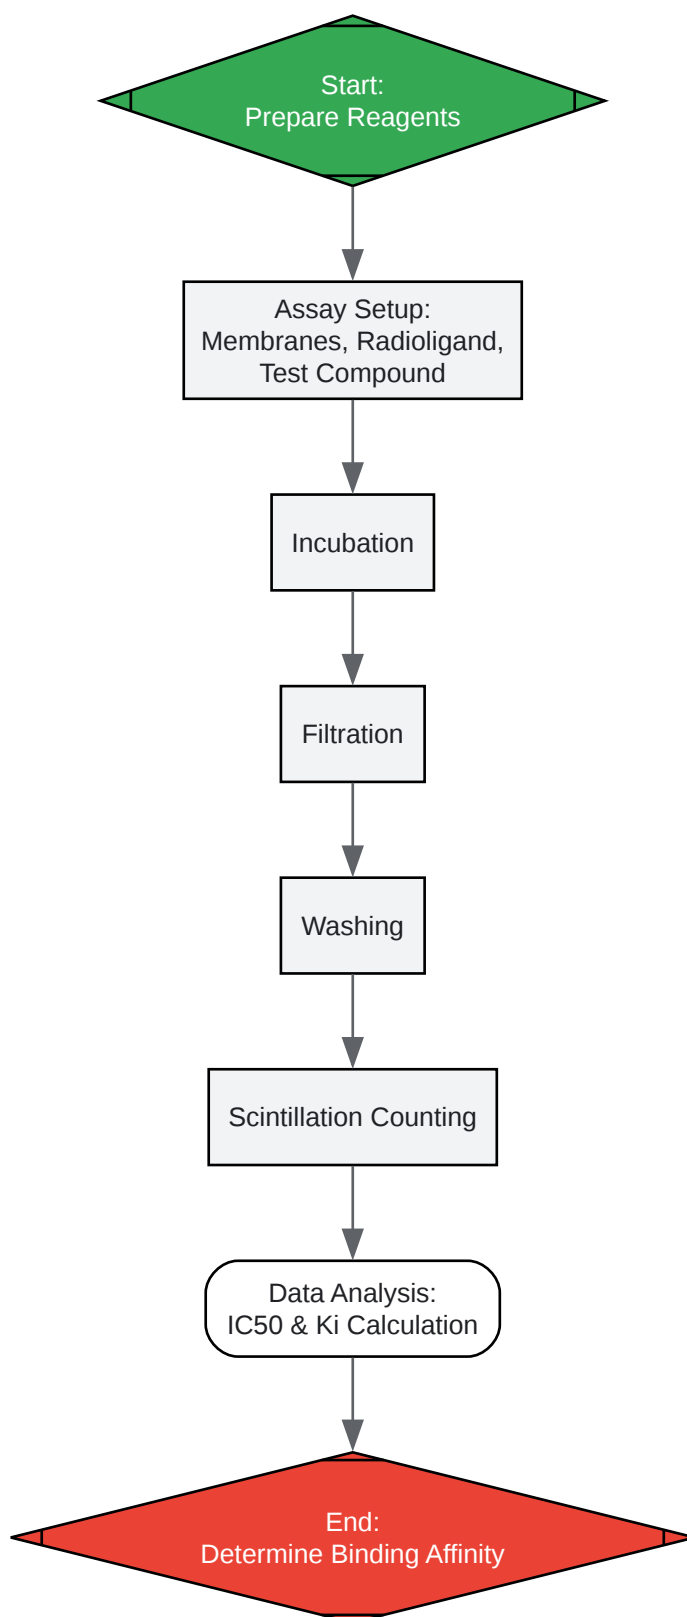 Start:
Prepare Reagents
Assay Setup:
Membranes, Radioligand,
Test Compound
Incubation
Filtration
Washing
Scintillation Counting
Data Analysis:
IC50 & Ki Calculation
End:
Determine Binding Affinity